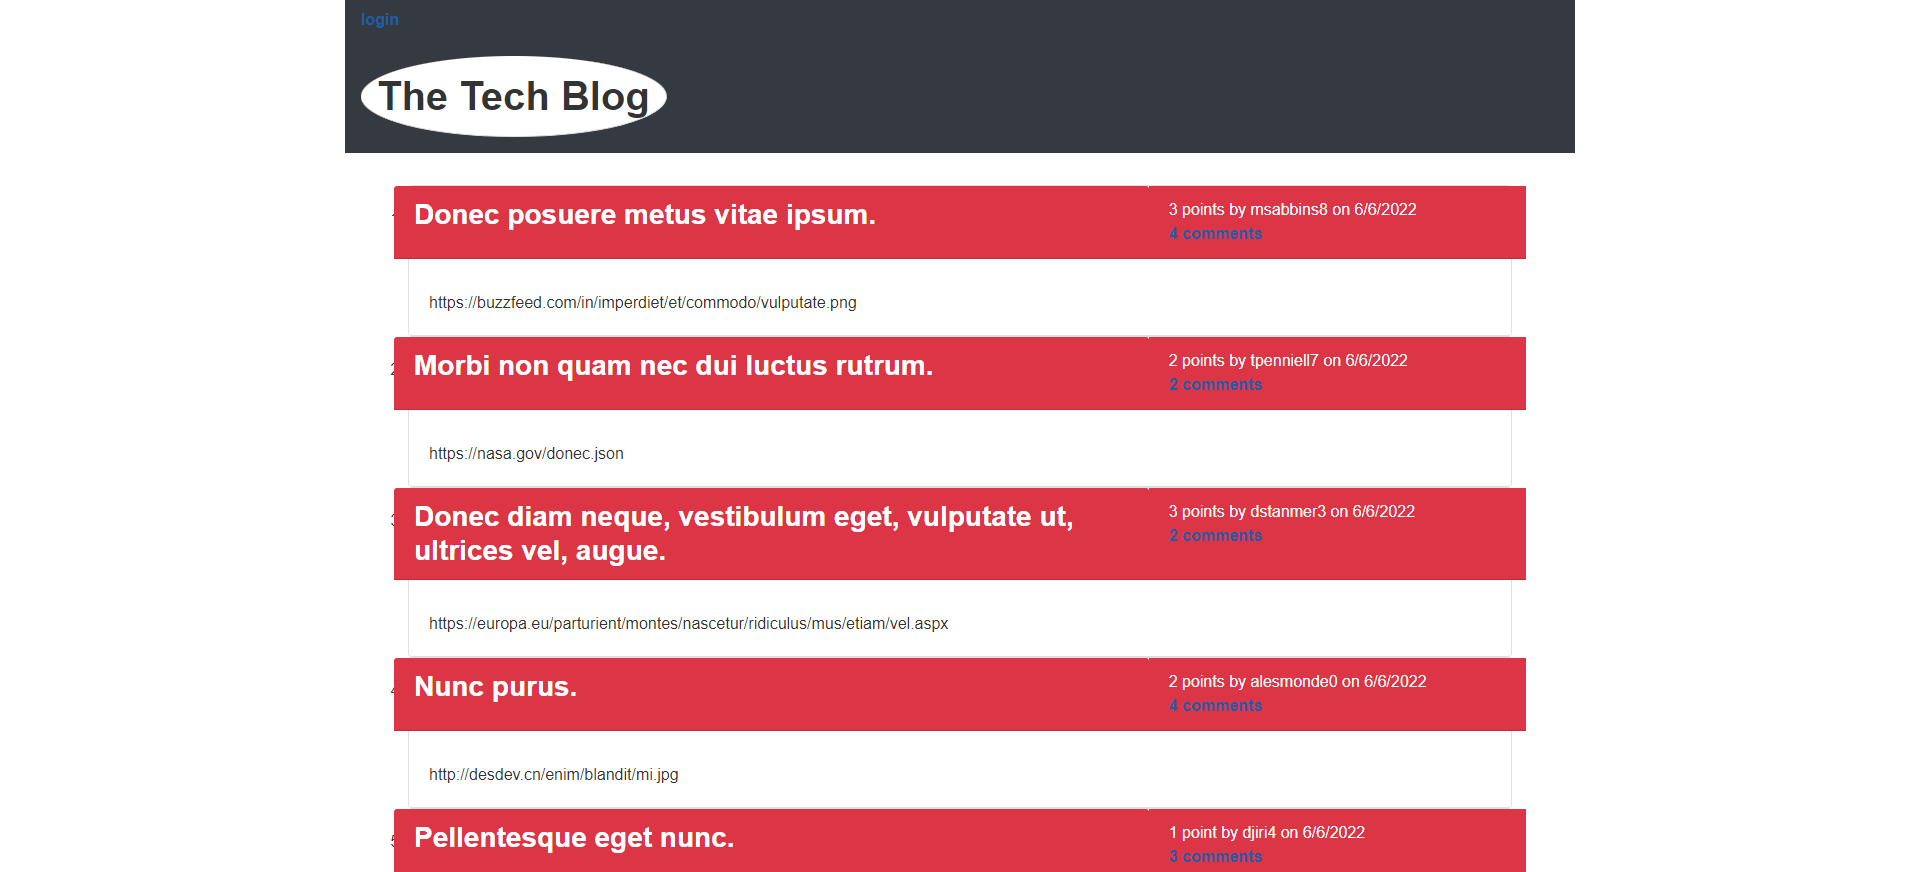 login
The Tech Blog
Donec posuere metus vitae ipsum.
3 points by msabbins8 on 6/6/2022
4 comments
https://buzzfeed.com/in/imperdiet/et/commodo/vulputate.png
Morbi non quam nec dui luctus rutrum.
2 points by tpenniell7 on 6/6/2022
2 comments
https://nasa.gov/donec.json
Donec diam neque, vestibulum eget, vulputate ut,
ultrices vel, augue.
3 points by dstanmer3 on 6/6/2022
2 comments
https://europa.eu/parturient/montes/nascetur/ridiculus/mus/etiam/vel.aspx
Nunc purus.
2 points by alesmonde0 on 6/6/2022
4 comments
http://desdev.cn/enim/blandit/mi.jpg
Pellentesque eget nunc.
1 point by djiri4 on 6/6/2022
3 comments